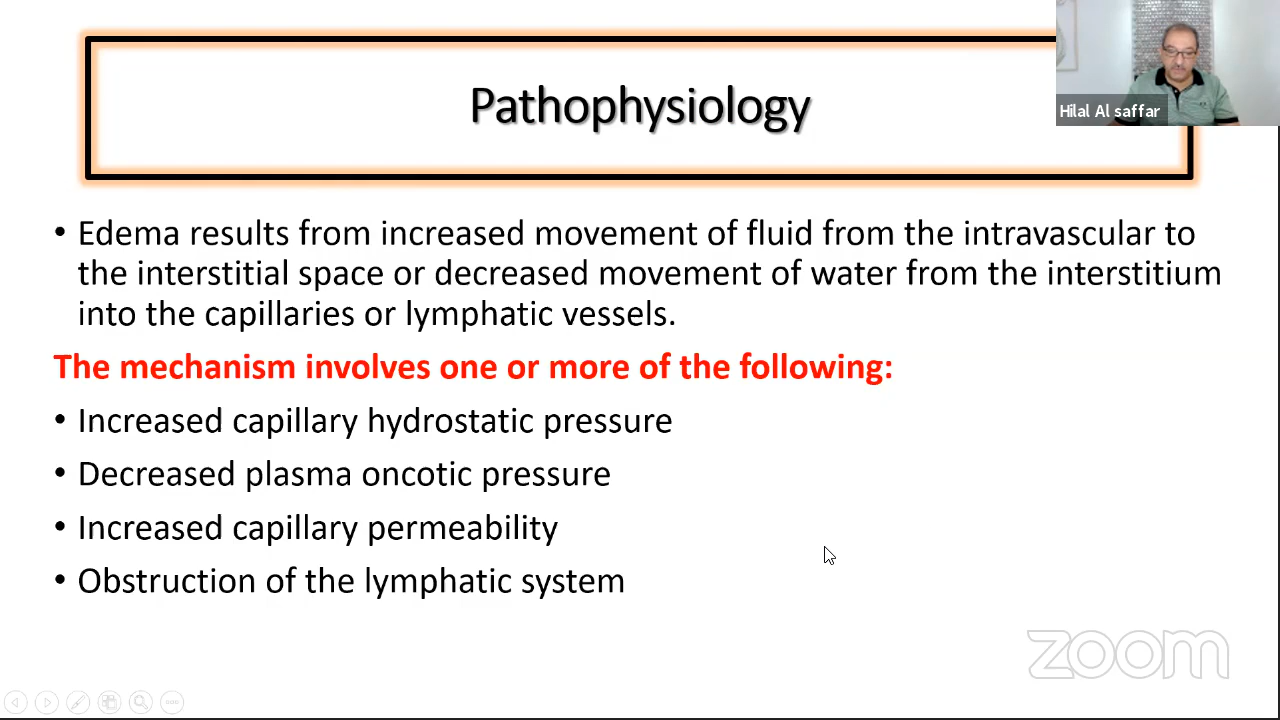 Pathophysiology
Hilal Al saffar
• Edema results from increased movement of fluid from the intravascular to
the interstitial space or decreased movement of water from the interstitium
into the capillaries or lymphatic vessels.
The mechanism involves one or more of the following:
• Increased capillary hydrostatic pressure
• Decreased plasma oncotic pressure
• Increased capillary permeability
• Obstruction of the lymphatic system
zoom